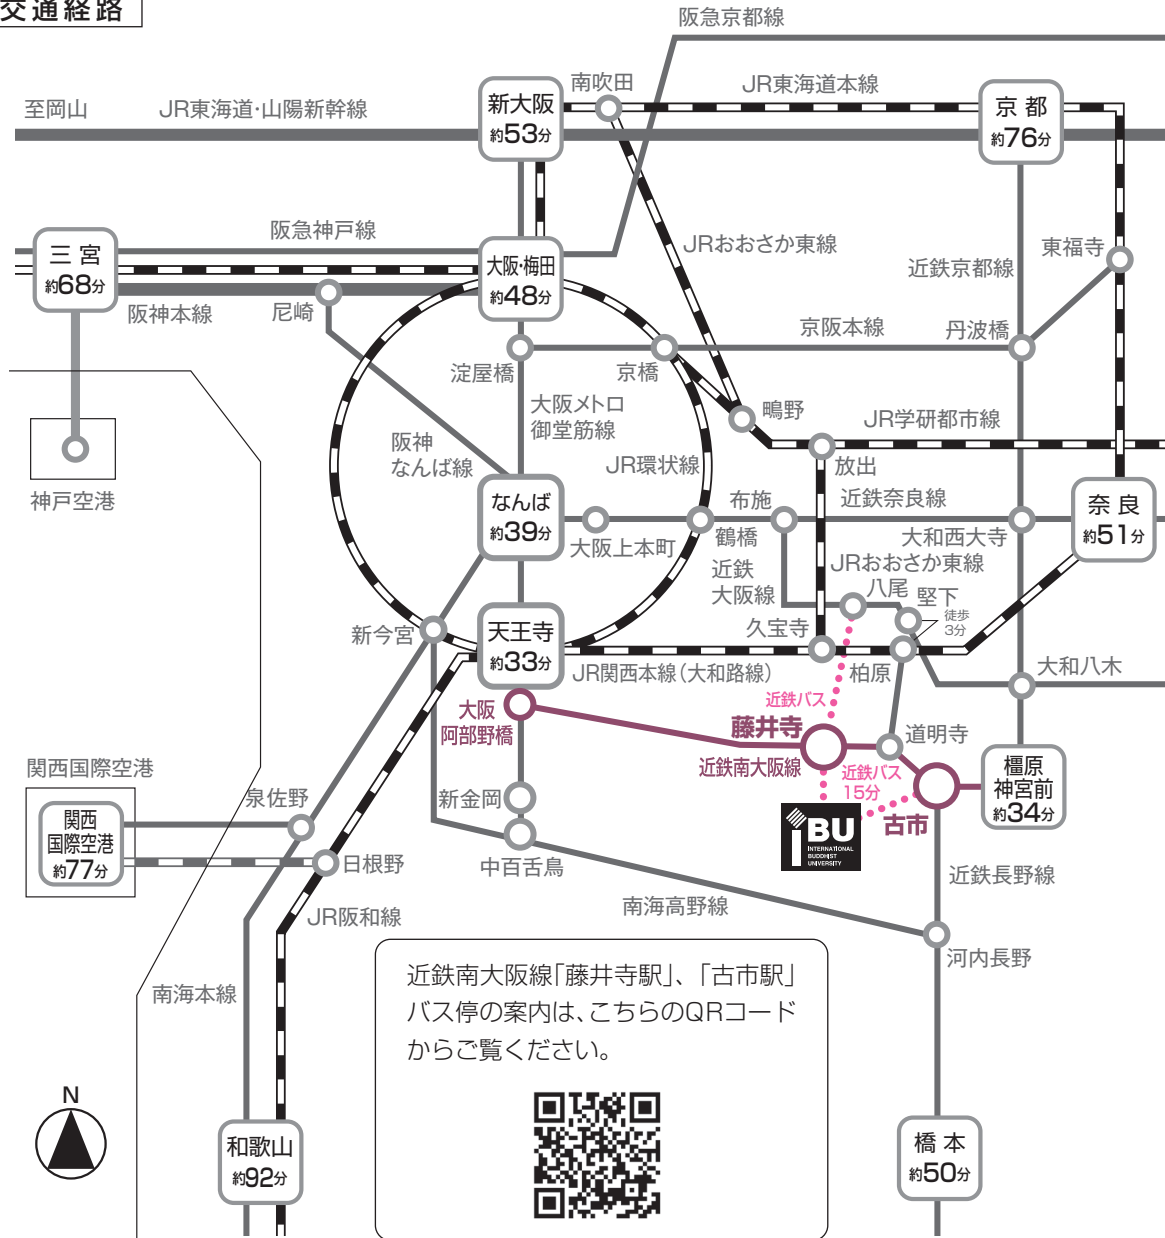 交通経路
阪急京都線
南吹田
JR東海道本線
至岡山
JR東海道・山陽新幹線
新大阪
約53分
京都
約76分
阪急神戸線
JRおおさか東線
近鉄京都線
東福寺
三宮
約68分
大阪・梅田
約48分
阪神本線
尼崎
京阪本線
丹波橋
淀屋橋
京橋
大阪メトロ
御堂筋線
鴫野
JR学研都市線
阪神
なんば線
JR環状線
放出
神戸空港
なんば
約39分
布施
近鉄奈良線
奈良
約51分
大阪上本町
鶴橋
大和西大寺
近鉄
大阪線
JRおおさか東線
八尾
堅下
徒歩
3分
新今宮
天王寺
約33分
久宝寺
JR関西本線(大和路線)
柏原
大和八木
近鉄バス
大阪
阿部野橋
藤井寺
道明寺
近鉄南大阪線
近鉄バス
15分
橿原
神宮前
約34分
関西国際空港
関西
国際空港
約77分
泉佐野
新金岡
iBU
INTERNATIONAL
BUDDHIST
UNIVERSITY
古市
日根野
中百舌鳥
近鉄長野線
JR阪和線
南海高野線
河内長野
南海本線
近鉄南大阪線「藤井寺駅」、「古市駅」
バス停の案内は、こちらのQRコード
からご覧ください。
N
和歌山
約92分
橋本
約50分